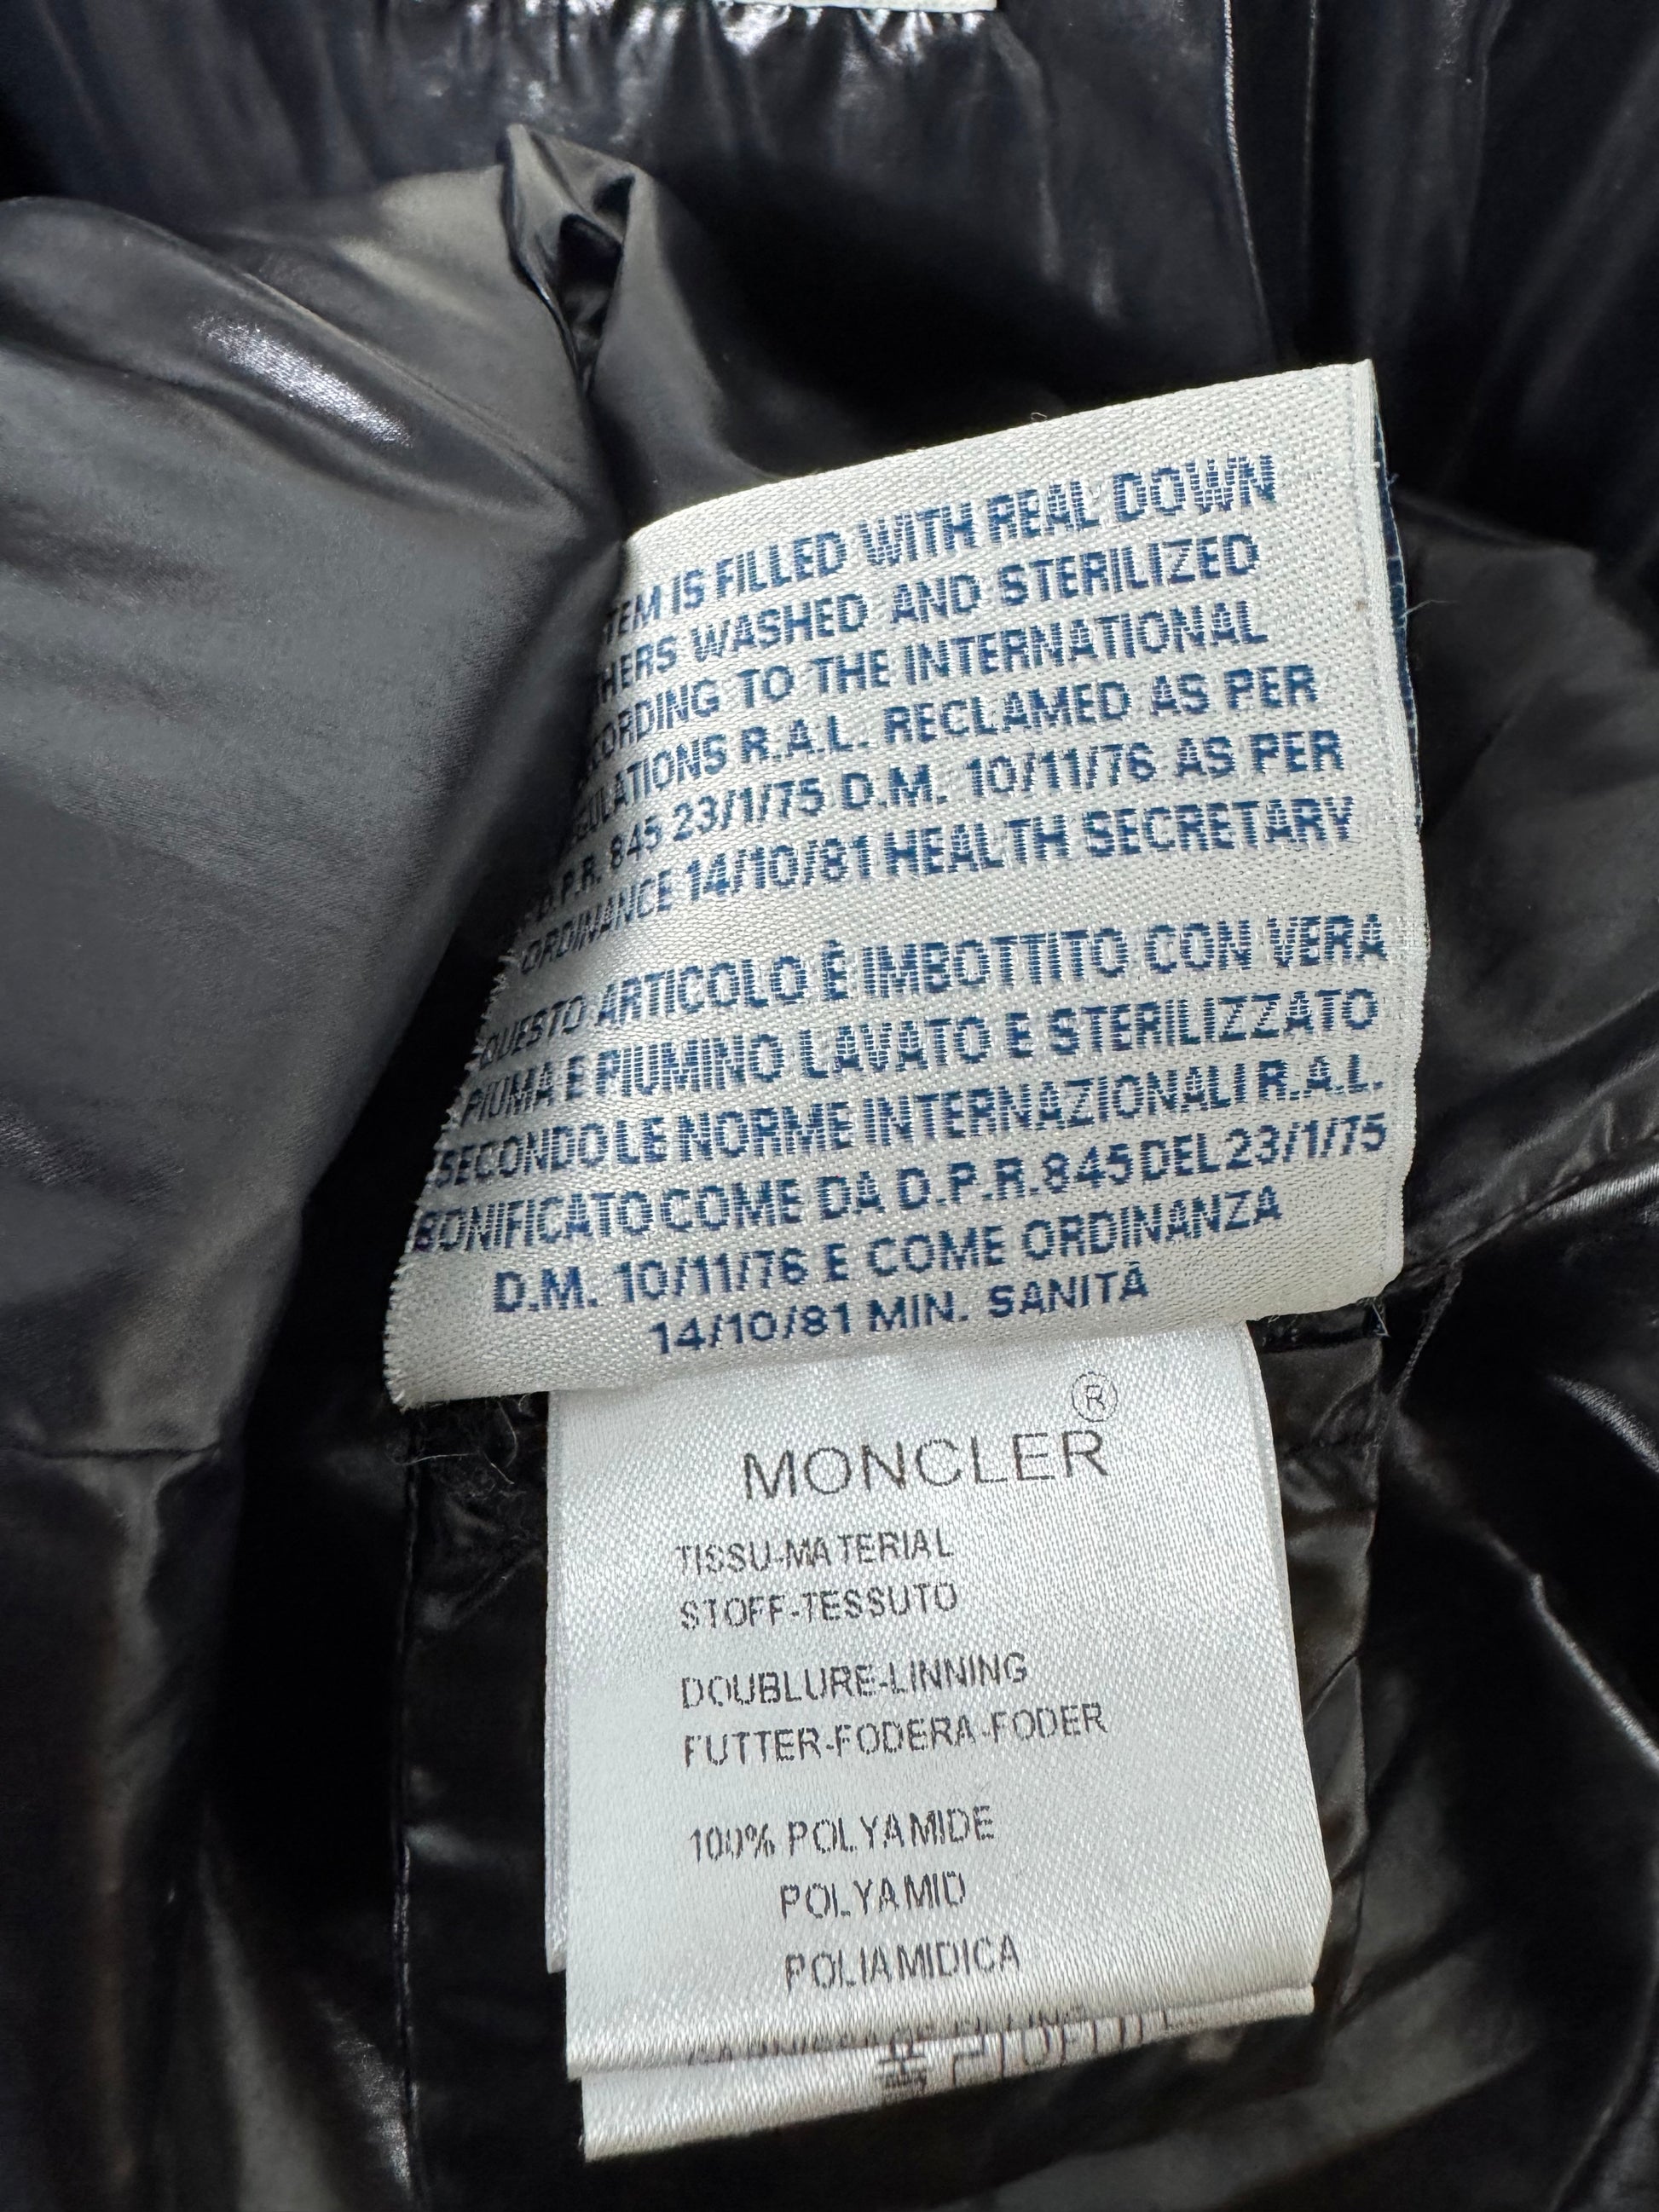 TEM IS FILLED WITH REAL DOWN
HERS WASHED AND STERILIZED
CORDING TO THE INTERNATIONAL
GULATIONS R.A.L. RECLAMED AS PER
D.P.R. 845 23/1/75 D.M. 10/11/76 AS PER
ORDINANCE 14/10/81 HEALTH SECRETARY
QUESTO ARTICOLO È IMBOTTITO CON VERA
PIUMA E PIUMINO LAVATO E STERILIZZATO
SECONDO LE NORME INTERNAZIONALI R.A.L.
BONIFICATO COME DA D.P.R.845 DEL 23/1/75
D.M. 10/11/76 E COME ORDINANZA
14/10/81 MIN. SANITÀ
MONCLER®
TISSU-MATERIAL
STOFF-TESSUTO
DOUBLURE-LINNING
FUTTER-FODERA-FODER
100% POLYAMIDE
POLYAMID
POLIAMIDICA